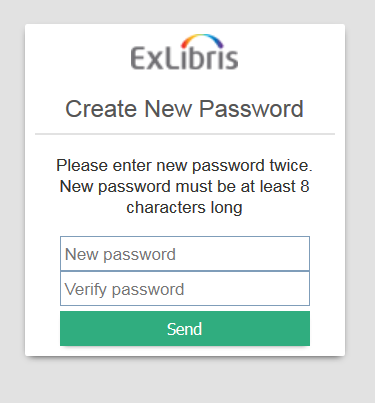 ExLibris
Create New Password
Please enter new password twice.
New password must be at least 8
characters long
New password
Verify password
Send